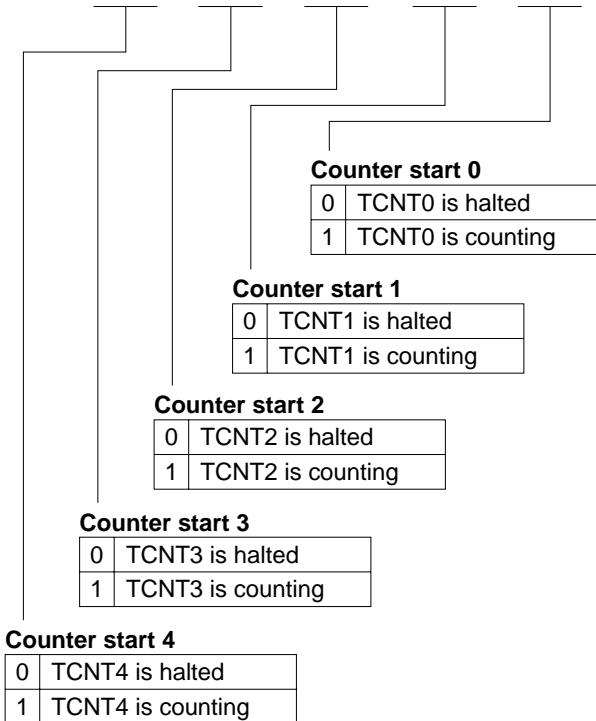 Counter start 0
0 TCNT0 is halted
1 TCNT0 is counting
Counter start 1
0 TCNT1 is halted
1 TCNT1 is counting
Counter start 2
0 TCNT2 is halted
1 TCNT2 is counting
Counter start 3
0 TCNT3 is halted
1 TCNT3 is counting
Counter start 4
0 TCNT4 is halted
1 TCNT4 is counting